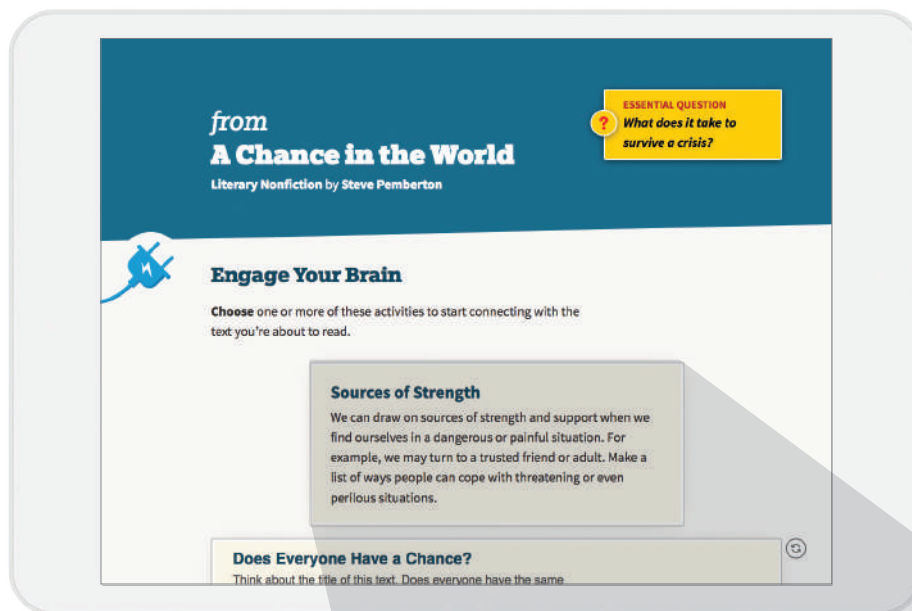 from
A Chance in the World
Literary Nonfiction by Steve Pemberton
ESSENTIAL QUESTION
?
What does it take to
survive a crisis?
Engage Your Brain
Choose one or more of these activities to start connecting with the
text you're about to read.
Sources of Strength
We can draw on sources of strength and support when we
find ourselves in a dangerous or painful situation. For
example, we may turn to a trusted friend or adult. Make a
list of ways people can cope with threatening or even
perilous situations.
Does Everyone Have a Chance?
Think about the title of this text. Does everyone have the same